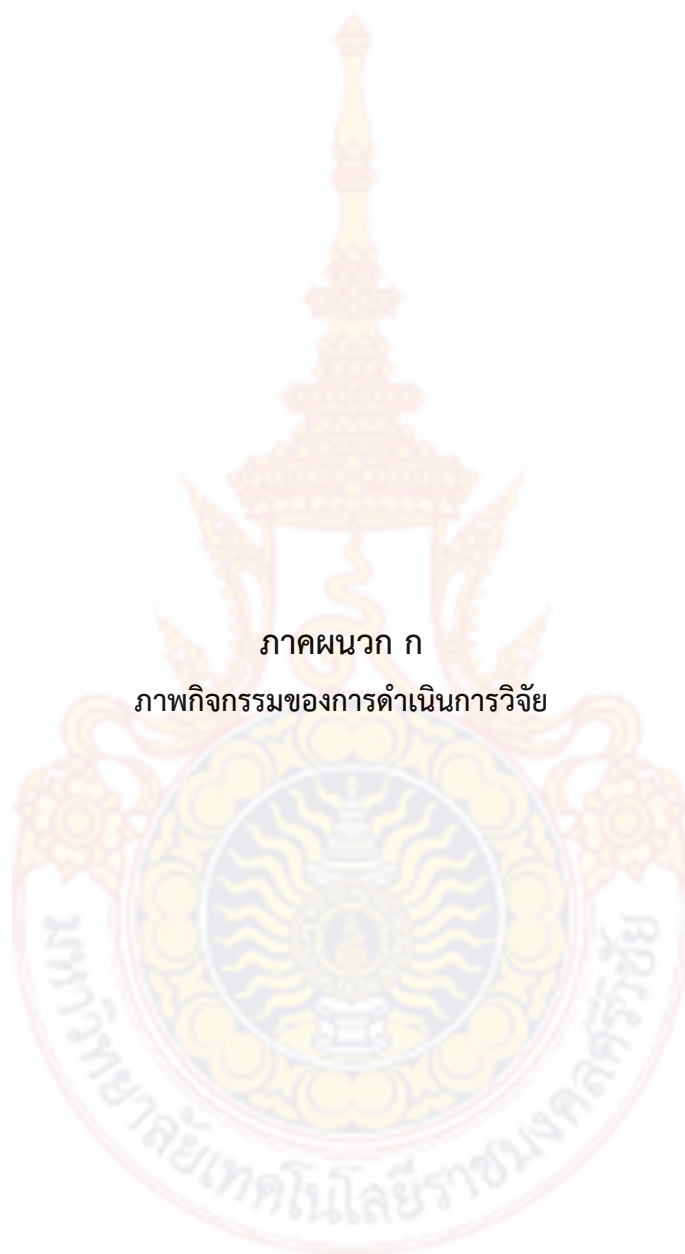 ภาคผนวก ก
ภาพกิจกรรมของการดำเนินการวิจัย
มหาวิทยาลัยเทคโนโลยีราชมงคลศรีวิชัย